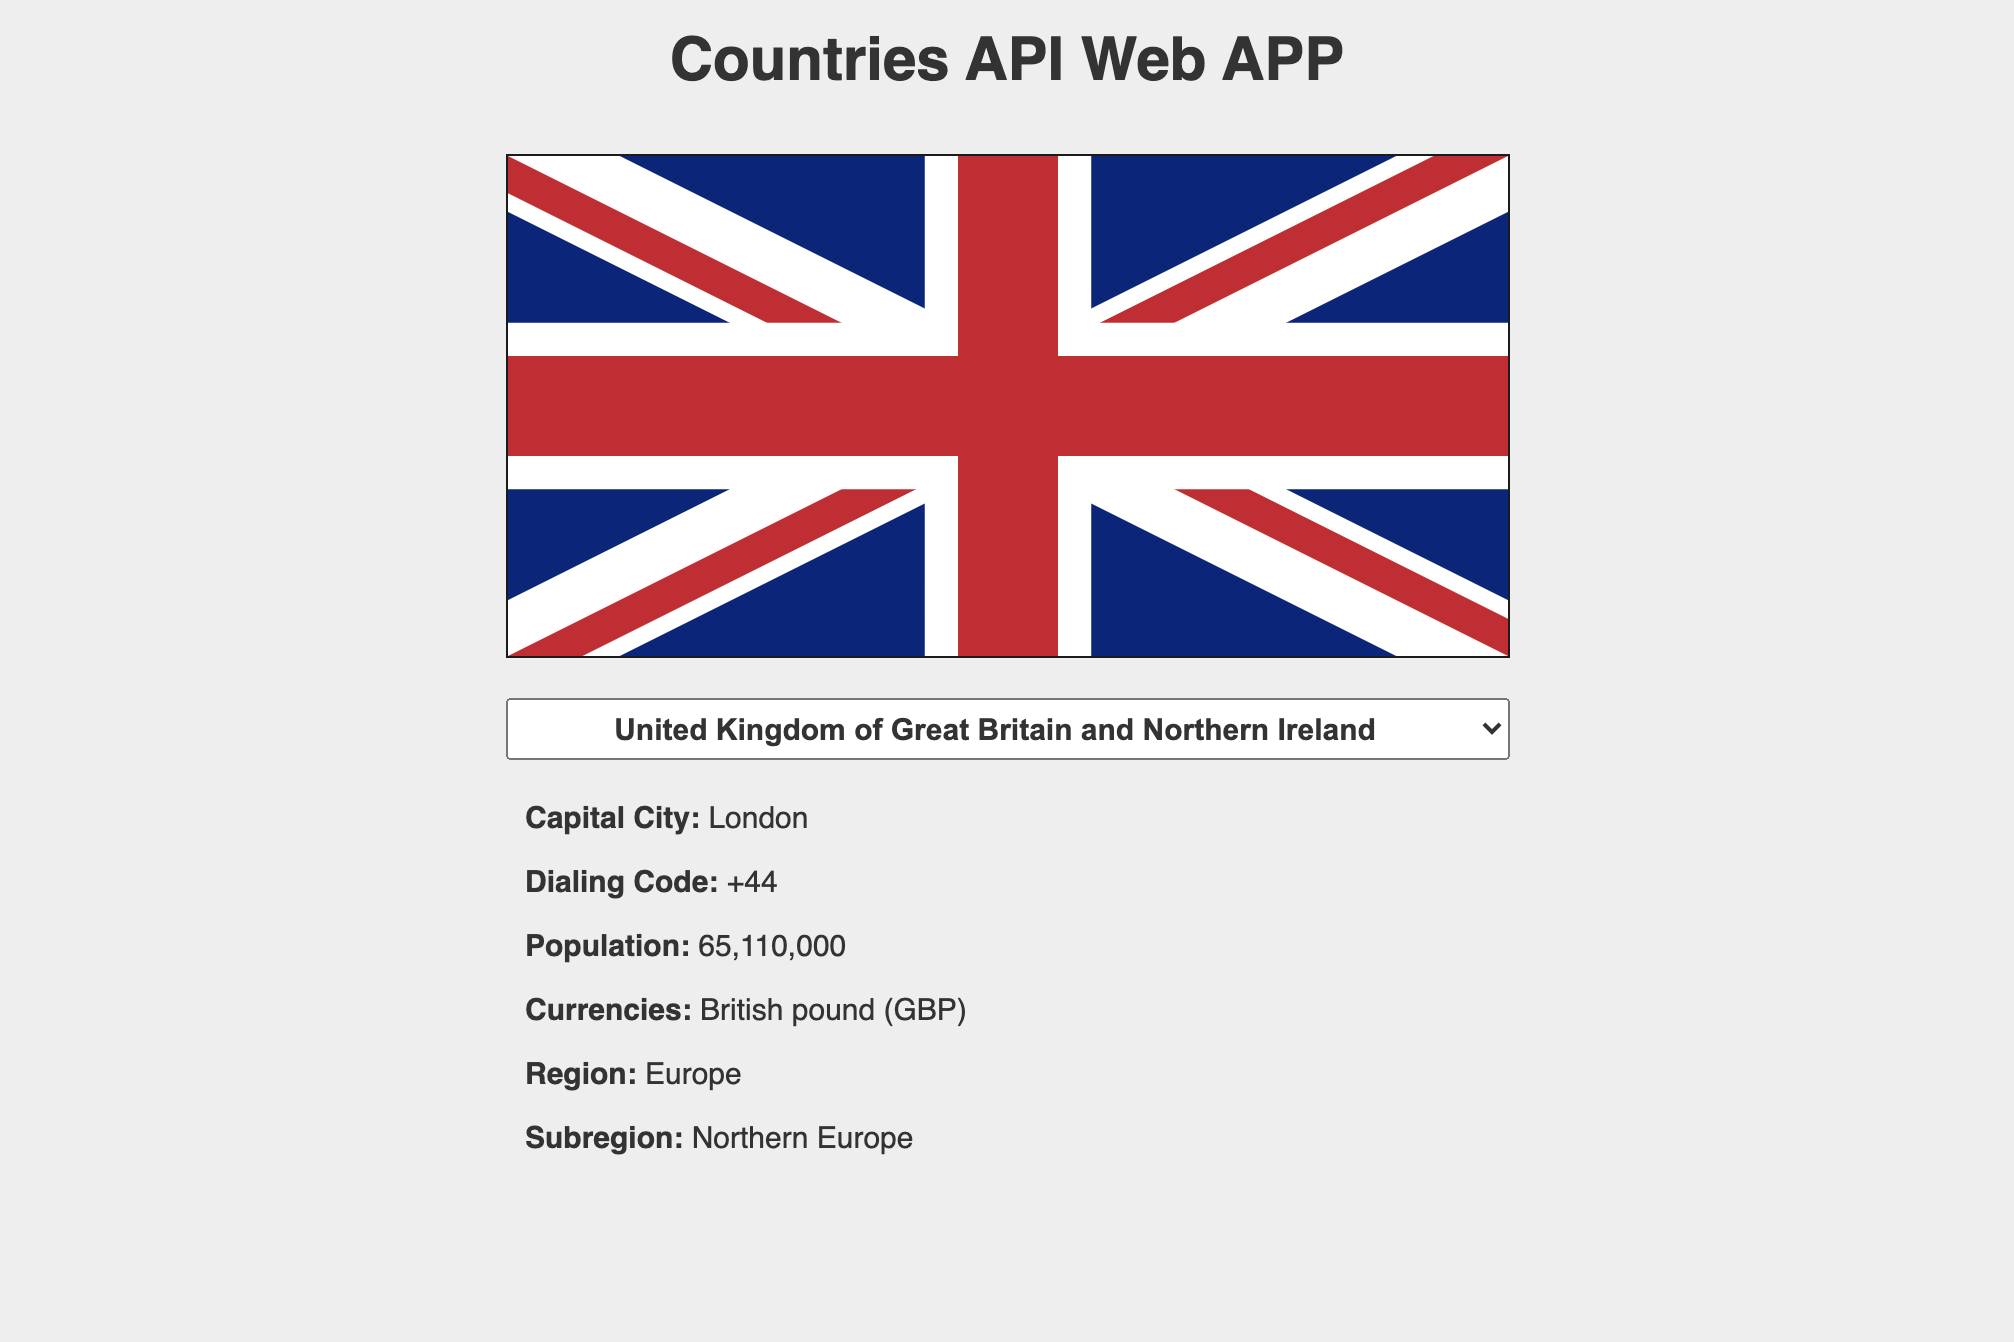 Countries API Web APP
United Kingdom of Great Britain and Northern Ireland
Capital City: London
Dialing Code: +44
Population: 65,110,000
Currencies: British pound (GBP)
Region: Europe
Subregion: Northern Europe